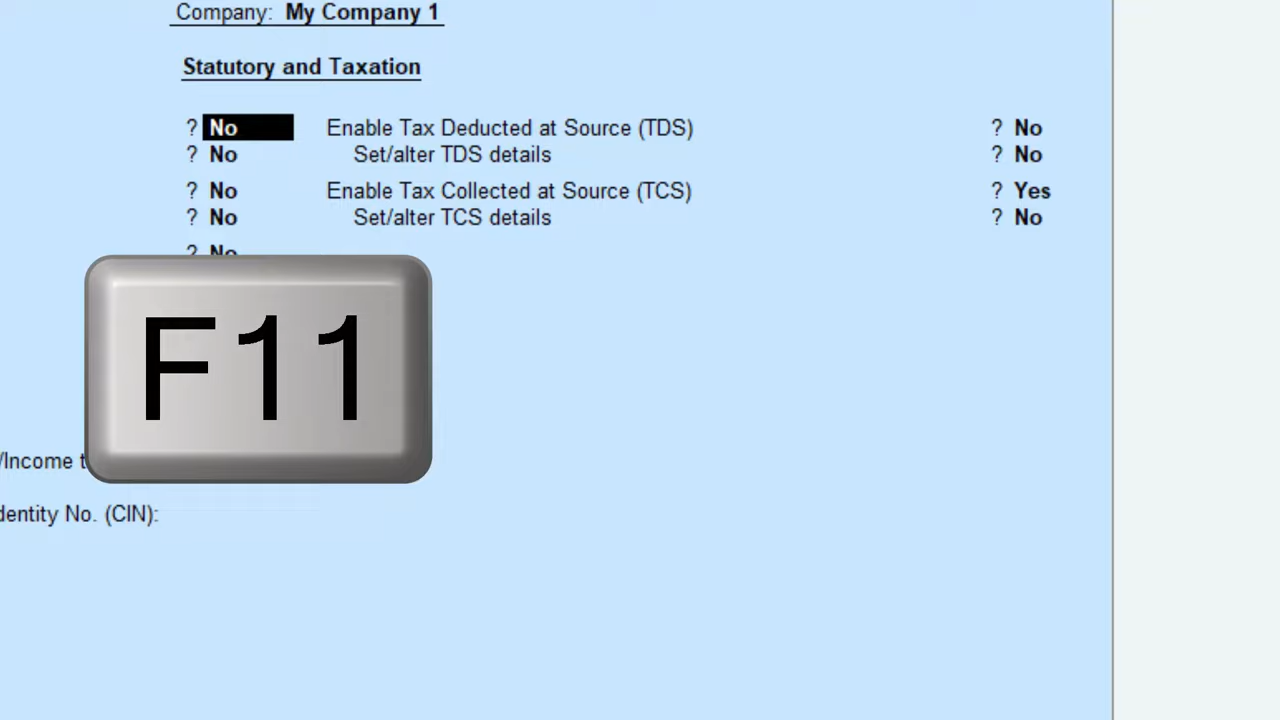 Company: My Company 1
Statutory and Taxation
? No Enable Tax Deducted at Source (TDS) ? No
? No Set/alter TDS details ? No
? No Enable Tax Collected at Source (TCS) ? Yes
? No Set/alter TCS details ? No
? No
F11
/Income t
dentity No. (CIN):